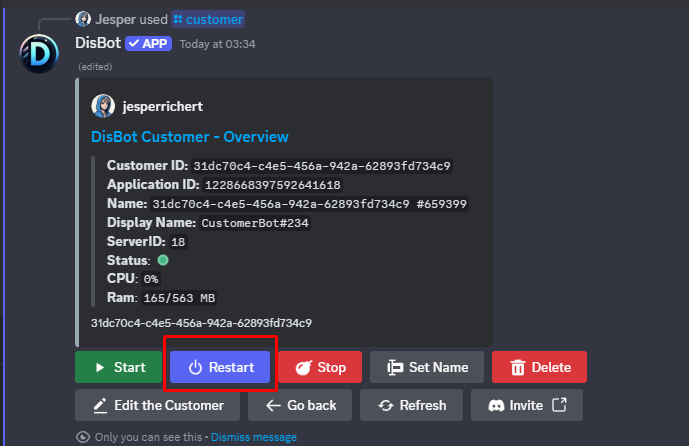 Jesper used customer
DisBot APP Today at 03:34
(edited)
jesperrichert
DisBot Customer - Overview
Customer ID: 31dc70c4-c4e5-456a-942a-62893fd734c9
Application ID: 1228668397592641618
Name: 31dc70c4-c4e5-456a-942a-62893fd734c9 #659399
Display Name: CustomerBot#234
ServerID: 18
Status:
CPU: 0%
Ram: 165/563 MB
31dc70c4-c4e5-456a-942a-62893fd734c9
Start Restart Stop Set Name Delete
Edit the Customer Go back Refresh Invite
Only you can see this • Dismiss message